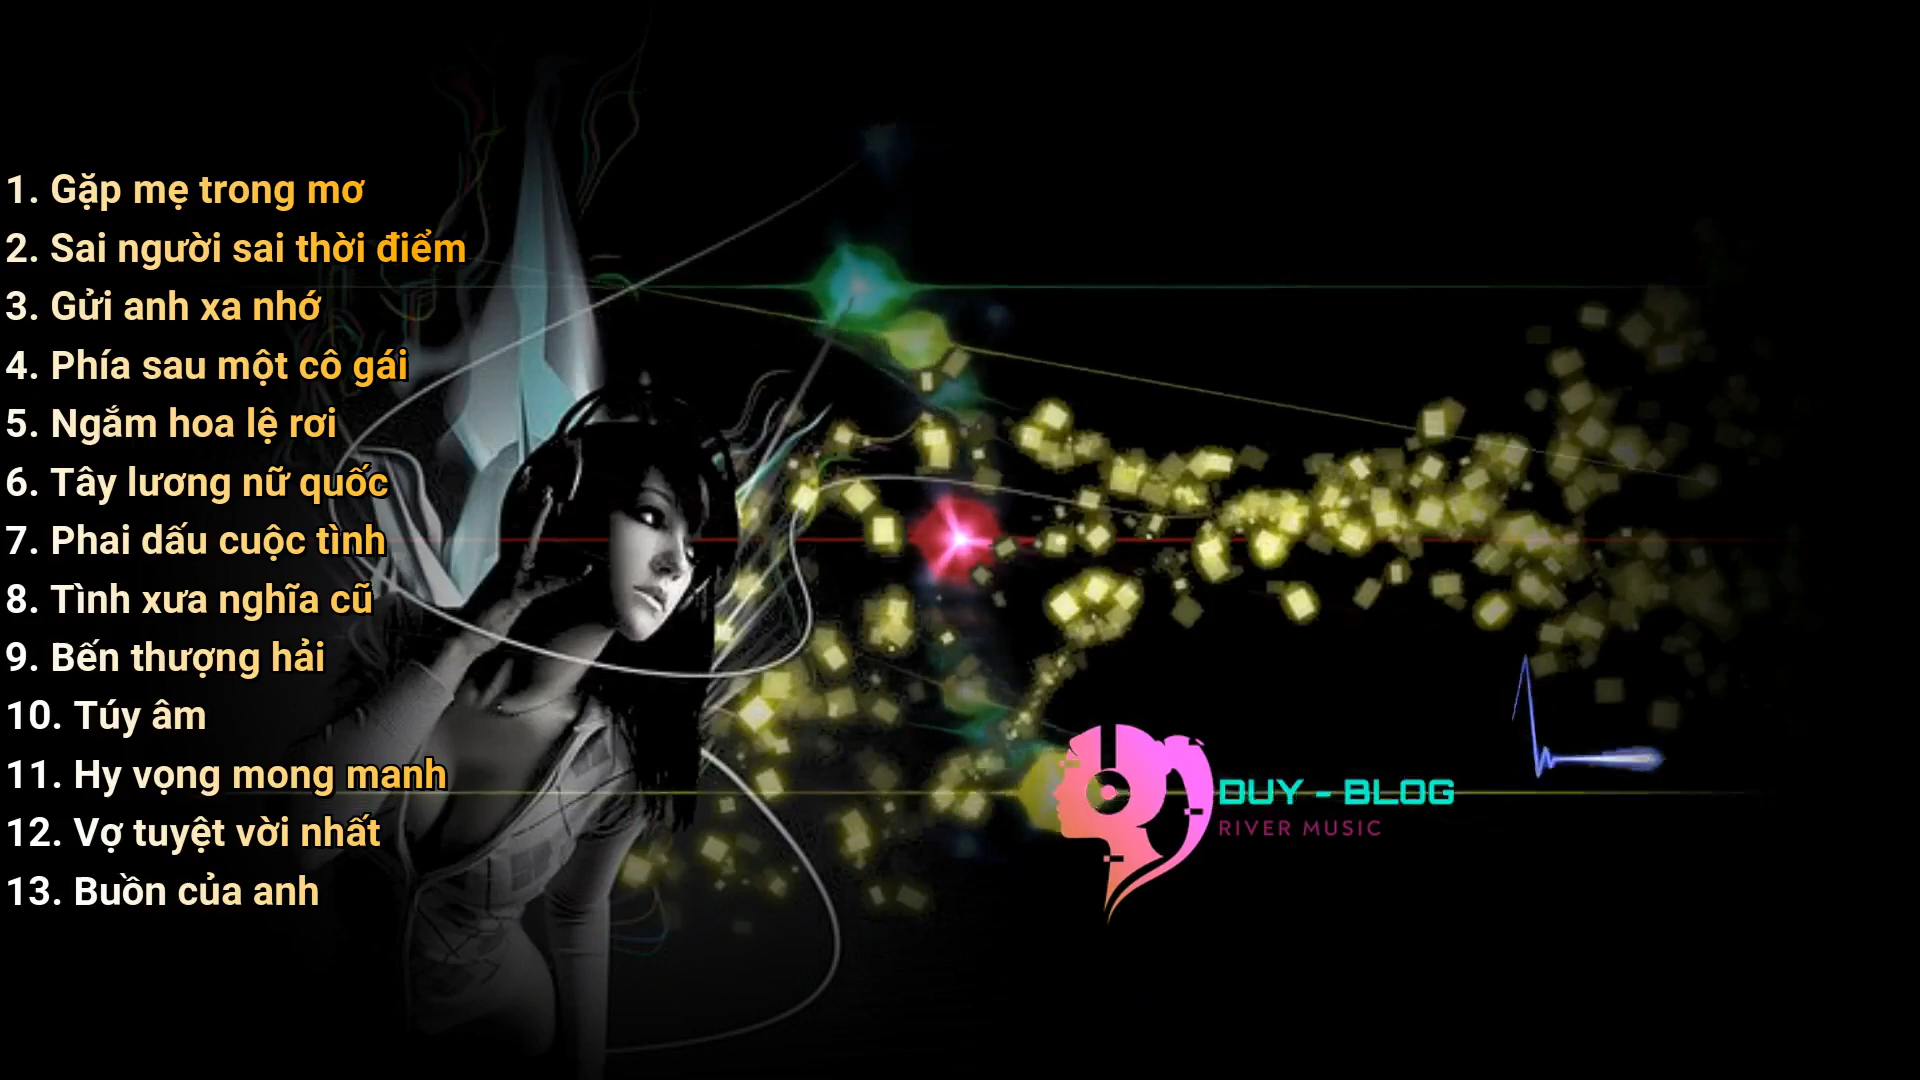 1. Gặp mẹ trong mơ
2. Sai người sai thời điểm
3. Gửi anh xa nhớ
4. Phía sau một cô gái
5. Ngắm hoa lệ rơi
6. Tây lương nữ quốc
7. Phai dấu cuộc tình
8. Tình xưa nghĩa cũ
9. Bến thượng hải
10. Túy âm
11. Hy vọng mong manh
12. Vợ tuyệt vời nhất
13. Buồn của anh
DUY - BLOG
RIVER MUSIC